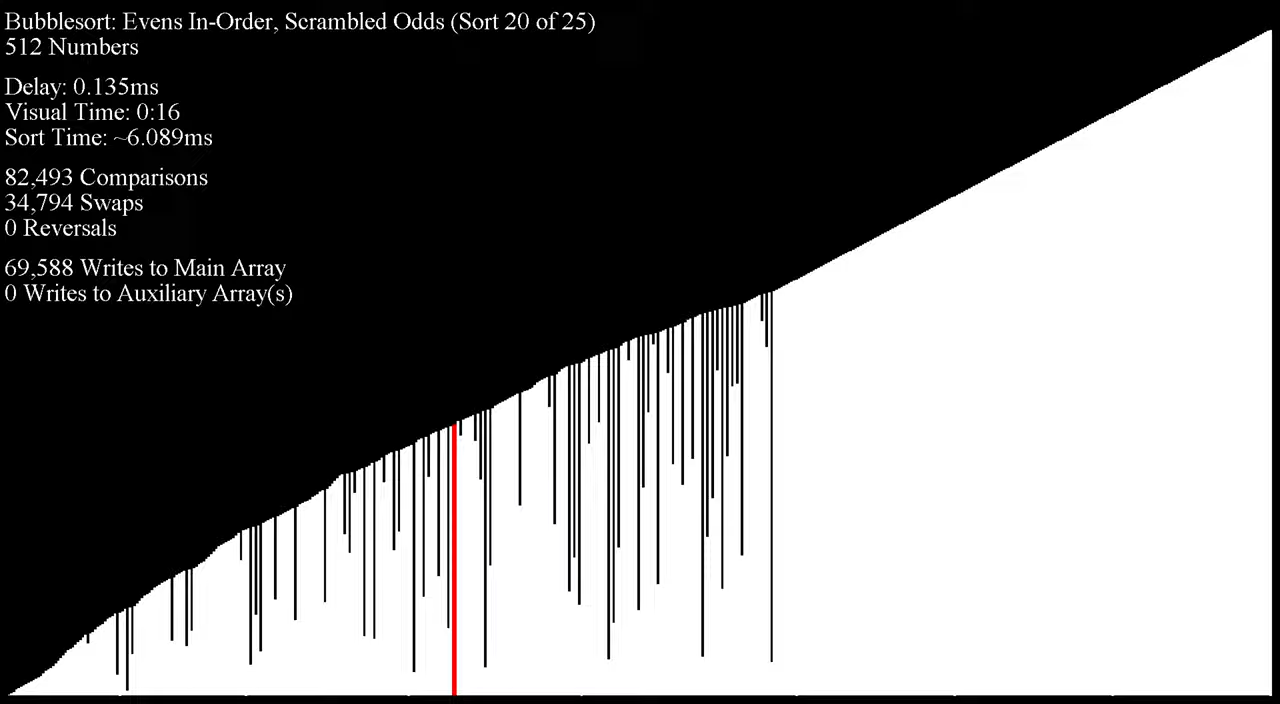 Bubblesort: Evens In-Order, Scrambled Odds (Sort 20 of 25)
512 Numbers
Delay: 0.135ms
Visual Time: 0:16
Sort Time: ~6.089ms
82,493 Comparisons
34,794 Swaps
0 Reversals
69,588 Writes to Main Array
0 Writes to Auxiliary Array(s)